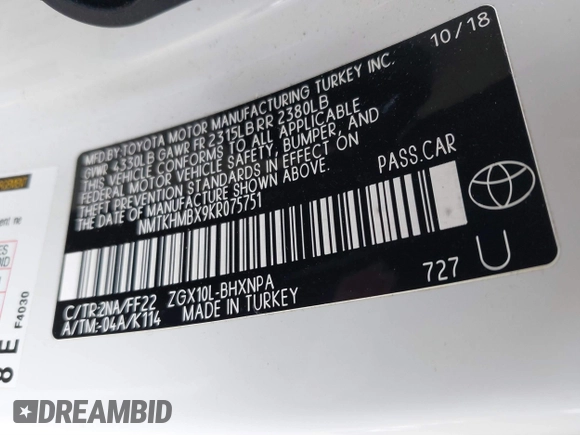 10/18
MFD.BY:TOYOTA MOTOR MANUFACTURING TURKEY INC.
GVWR 4330LB GAWR FR 2315LB RR 2380LB
THIS VEHICLE CONFORMS TO ALL APPLICABLE
FEDERAL MOTOR VEHICLE SAFETY, BUMPER, AND
THEFT PREVENTION STANDARDS IN EFFECT ON
THE DATE OF MANUFACTURE SHOWN ABOVE.
NMTKHMBX9KR075751
PASS.CAR
C/TR:2NA/FF22 ZGX10L-BHXNPA
A/TM:-04A/K114 MADE IN TURKEY
727 U
F4030
8 E
DREAMBID